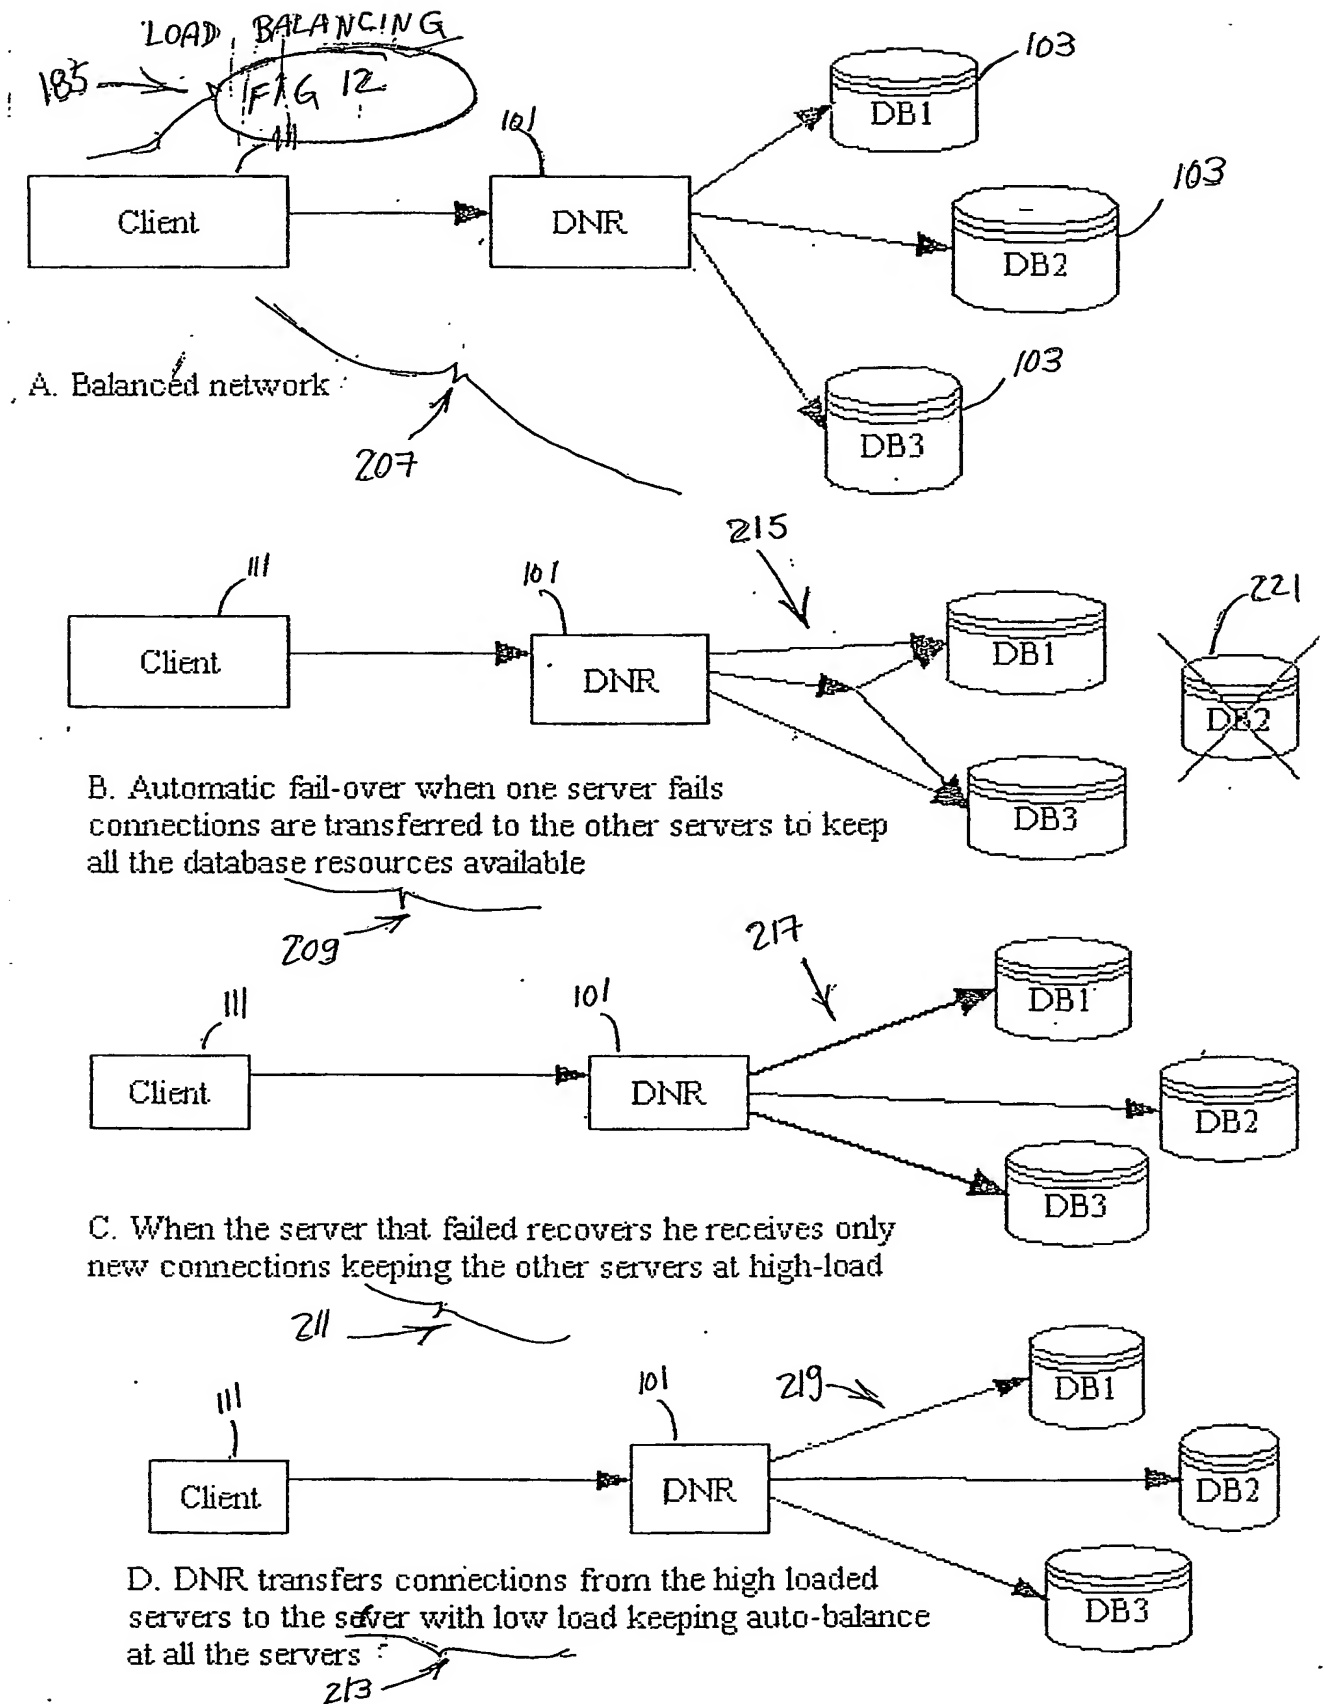 LOAD BALANCING
185
FIG 12
111
101
103
Client
DNR
DB1
103
DB2
103
DB3
A. Balanced network
207
215
111
101
221
Client
DNR
DB1
DB2
DB3
B. Automatic fail-over when one server fails
connections are transferred to the other servers to keep
all the database resources available
209
217
111
101
Client
DNR
DB1
DB2
DB3
C. When the server that failed recovers he receives only
new connections keeping the other servers at high-load
211
111
101
219
Client
DNR
DB1
DB2
DB3
D. DNR transfers connections from the high loaded
servers to the sever with low load keeping auto-balance
at all the servers
213